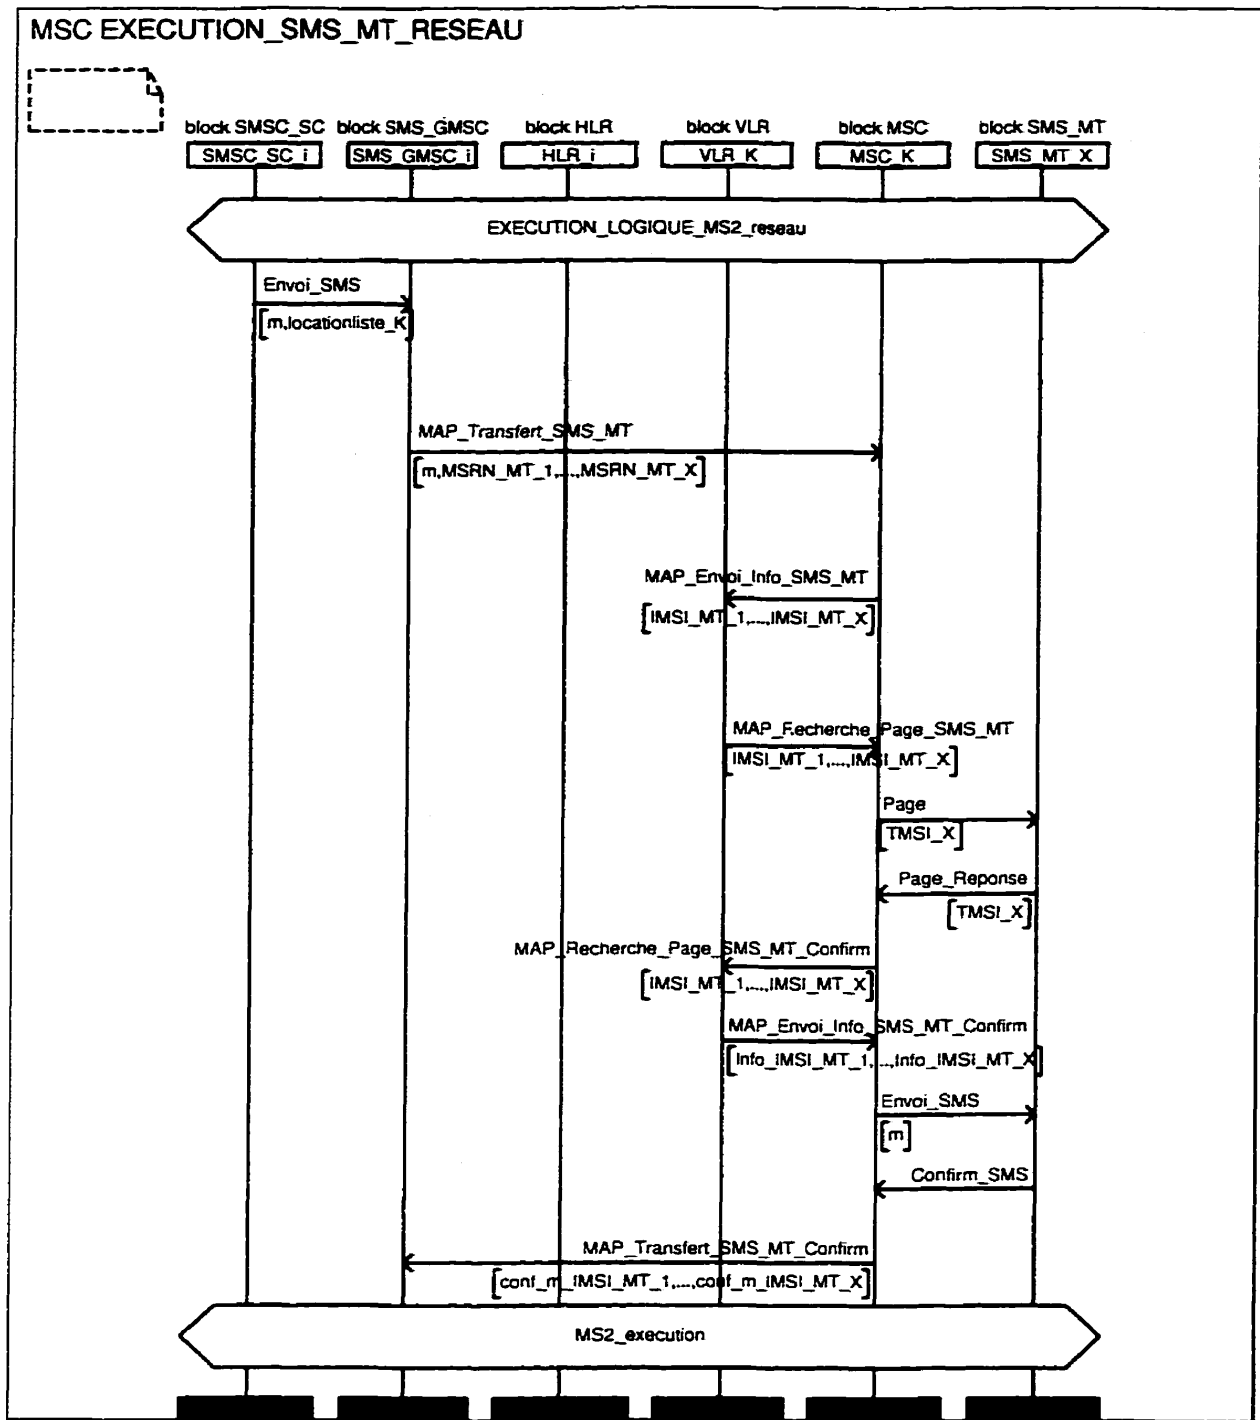 MSC EXECUTION_SMS_MT_RESEAU
block SMSC_SC block SMS_GMSC block HLR block VLR block MSC block SMS_MT
SMSC_SC_i SMS_GMSC_i HLR_i VLR_K MSC_K SMS_MT_X
EXECUTION_LOGIQUE_MS2_reseau
Envoi_SMS
[m,locationliste_K]
MAP_Transfert_SMS_MT
[m,MSRN_MT_1,...,MSRN_MT_X]
MAP_Envoi_Info_SMS_MT
[IMSI_MT_1,...,IMSI_MT_X]
MAP_Recherche_Page_SMS_MT
[IMSI_MT_1,...,IMSI_MT_X]
Page
[TMSI_X]
Page_Reponse
[TMSI_X]
MAP_Recherche_Page_SMS_MT_Confirm
[IMSI_MT_1,...,IMSI_MT_X]
MAP_Envoi_Info_SMS_MT_Confirm
[Info_IMSI_MT_1,...,Info_IMSI_MT_X]
Envoi_SMS
[m]
Confirm_SMS
MAP_Transfert_SMS_MT_Confirm
[conf_m_IMSI_MT_1,...,conf_m_IMSI_MT_X]
MS2_execution